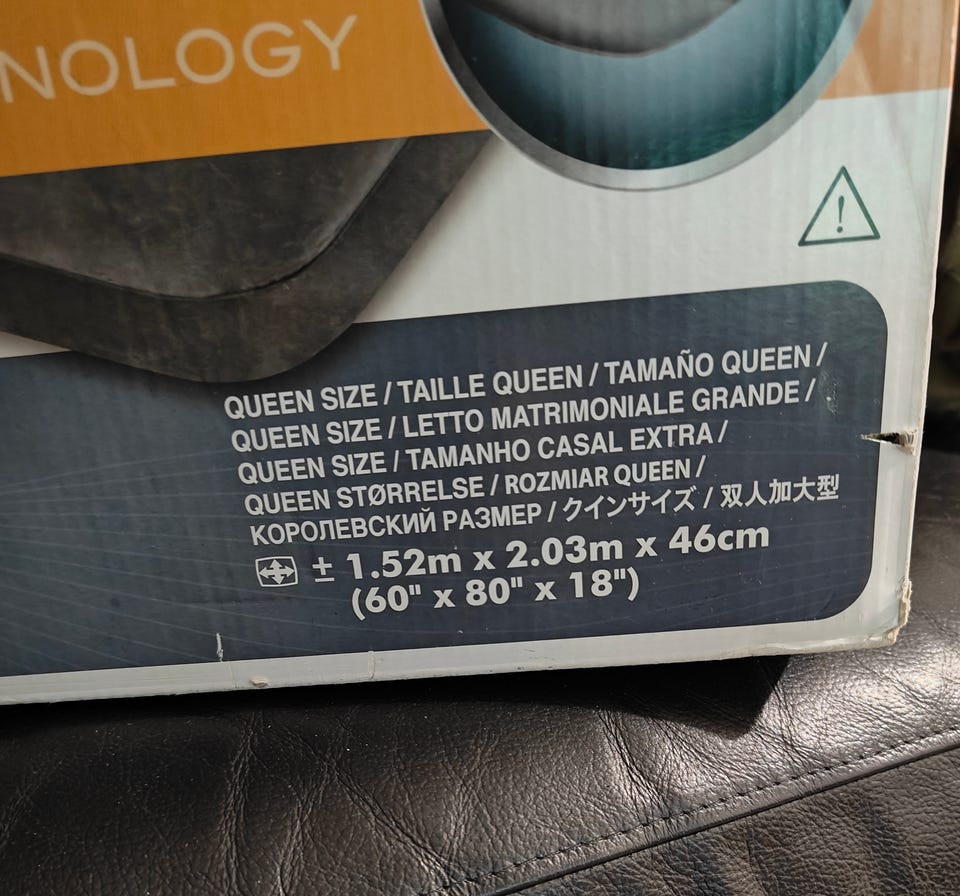 NOLOGY
!
QUEEN SIZE / TAILLE QUEEN / TAMAÑO QUEEN /
QUEEN SIZE / LETTO MATRIMONIALE GRANDE /
QUEEN SIZE / TAMANHO CASAL EXTRA /
QUEEN STØRRELSE / ROZMIAR QUEEN /
КОРОЛЕВСКИЙ РАЗМЕР / クインサイズ / 双人加大型
± 1.52m x 2.03m x 46cm
(60" x 80" x 18")